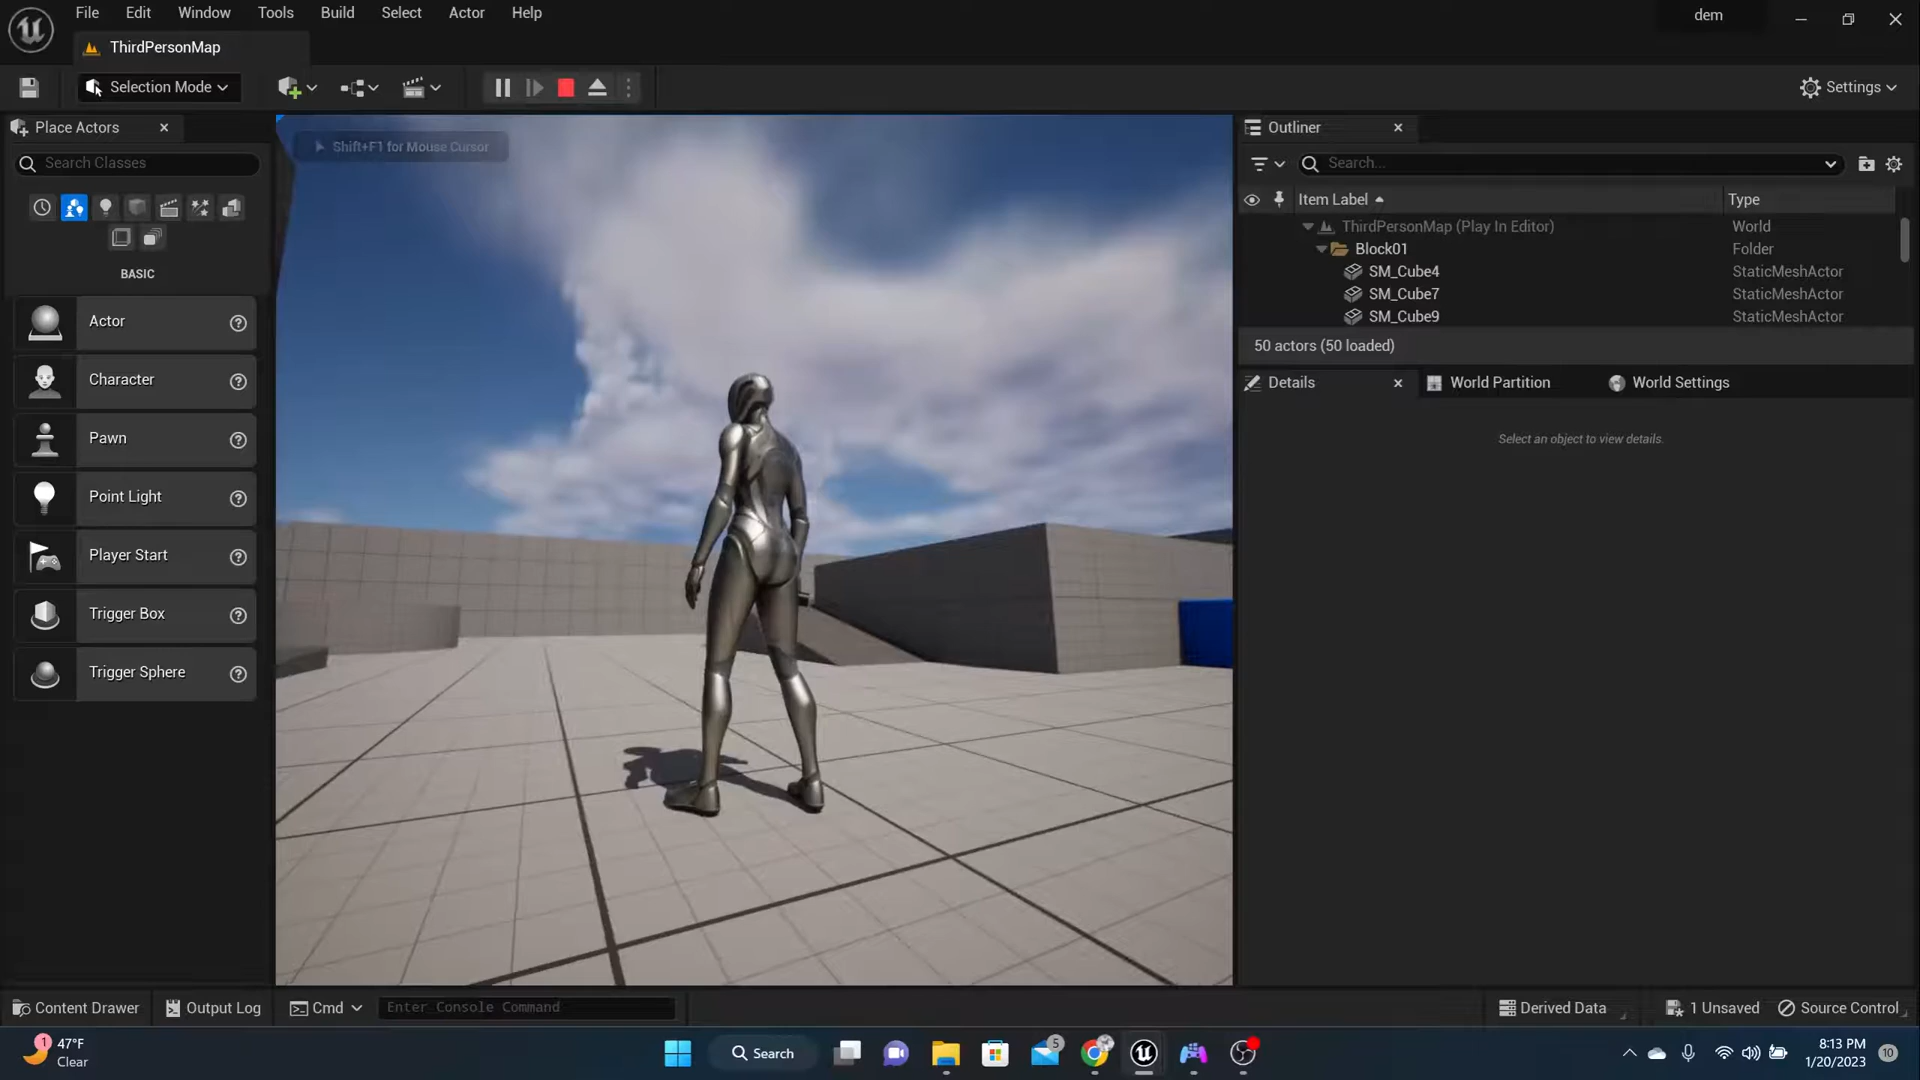 File Edit Window Tools Build Select Actor Help
dem
ThirdPersonMap
Selection Mode
Settings
Place Actors
Search Classes
BASIC
Actor
Character
Pawn
Point Light
Player Start
Trigger Box
Trigger Sphere
Shift+F1 for Mouse Cursor
Outliner
Search...
Item Label Type
ThirdPersonMap (Play In Editor) World
Block01 Folder
SM_Cube4 StaticMeshActor
SM_Cube7 StaticMeshActor
SM_Cube9 StaticMeshActor
50 actors (50 loaded)
Details World Partition World Settings
Select an object to view details.
Content Drawer Output Log Cmd Enter Console Command Derived Data 1 Unsaved Source Control
1
47°F
Clear
Search
5
8:13 PM
1/20/2023
10